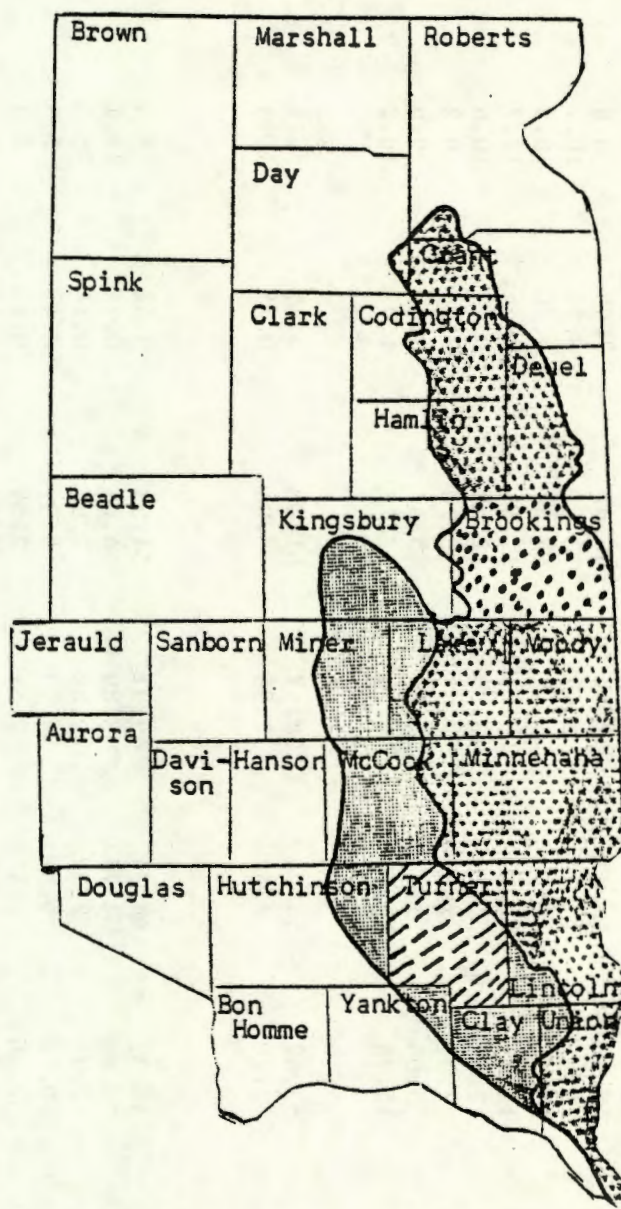 Brown
Marshall
Roberts
Day
Grant
Spink
Clark
Codington
Deuel
Hamlin
Beadle
Kingsbury
Brookings
Jerauld
Sanborn
Miner
Lake
Moody
Aurora
Davi-
son
Hanson
McCook
Minnehaha
Douglas
Hutchinson
Turner
Lincoln
Bon
Homme
Yankton
Clay
Union